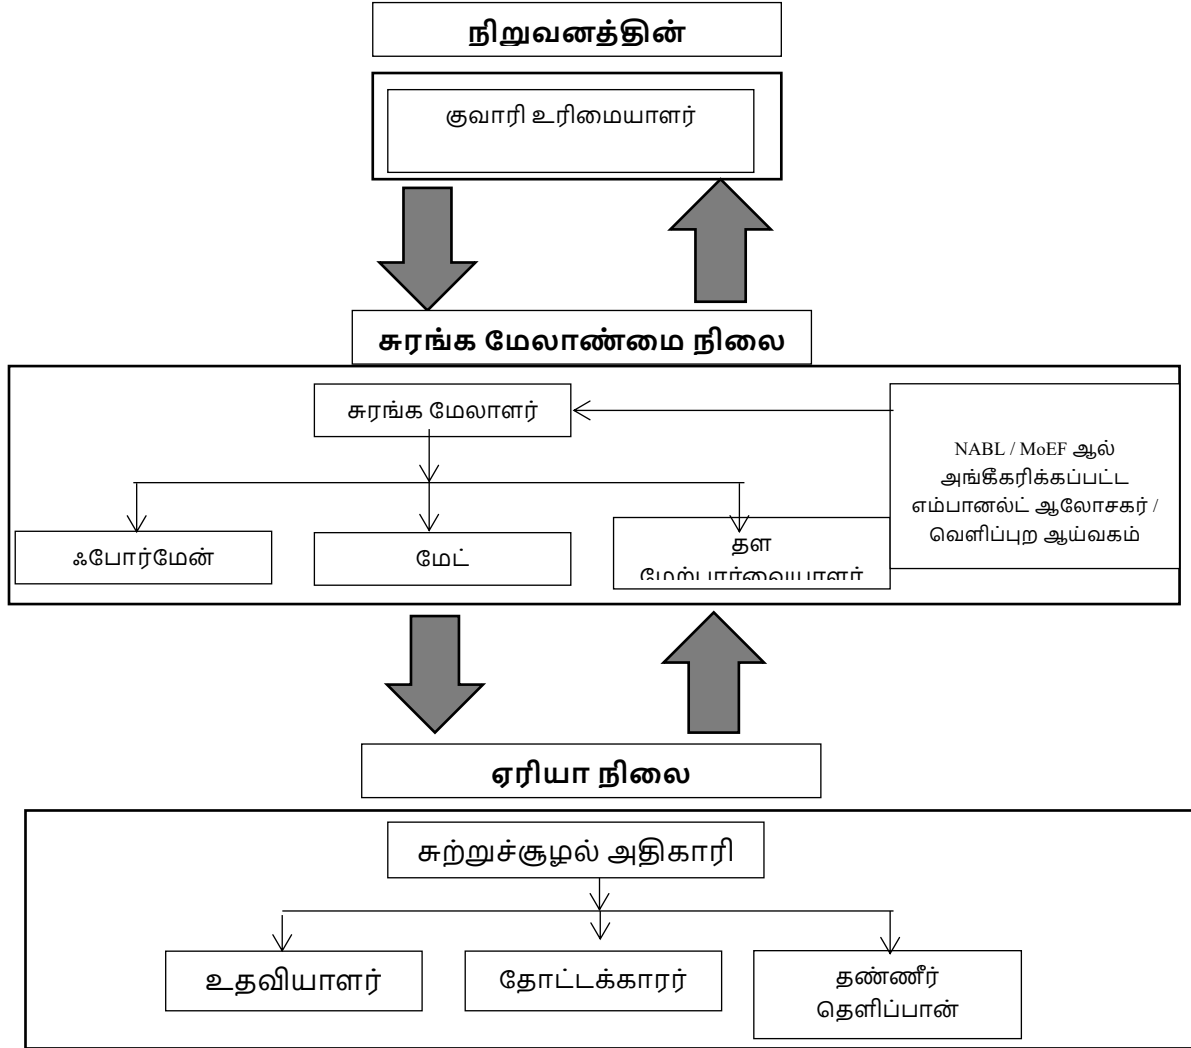 நிறுவனத்தின்
குவாரி உரிமையாளர்
சுரங்க மேலாண்மை நிலை
சுரங்க மேலாளர்
NABL / MoEF ஆல்
அங்கீகரிக்கப்பட்ட
எம்பானல்ட் ஆலோசகர் /
வெளிப்புற ஆய்வகம்
ஃபோர்மேன்
மேட்
தள
மேற்பார்வையாளர்
ஏரியா நிலை
சுற்றுச்சூழல் அதிகாரி
உதவியாளர்
தோட்டக்காரர்
தண்ணீர்
தெளிப்பான்